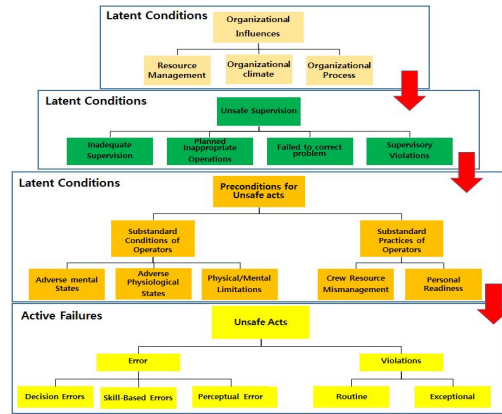 Latent Conditions
Organizational
Influences
Resource
Management
Organizational
climate
Organizational
Process
Latent Conditions
Unsafe Supervision
Inadequate
Supervision
Planned
Inappropriate
Operations
Failed to correct
problem
Supervisory
Violations
Latent Conditions
Preconditions for
Unsafe acts
Substandard
Conditions of
Operators
Substandard
Practices of
Operators
Adverse mental
States
Adverse
Physiological
States
Physical/Mental
Limitations
Crew Resource
Mismanagement
Personal
Readiness
Active Failures
Unsafe Acts
Error
Violations
Decision Errors
Skill-Based Errors
Perceptual Error
Routine
Exceptional